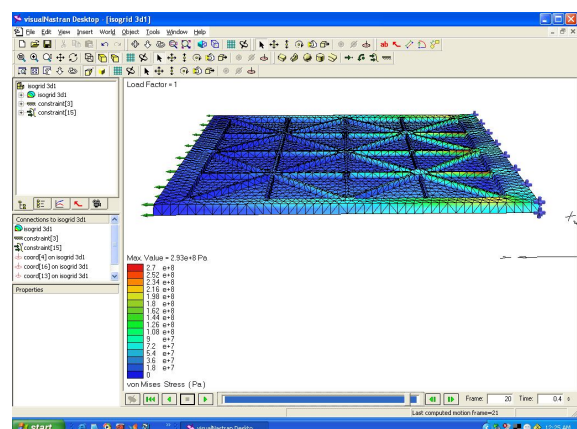 visualNastran Desktop - [isogrid 3d1]
File Edit View Insert World Object Tools Window Help
isogrid 3d1
isogrid 3d1
constraint[3]
constraint[15]
Connections to isogrid 3d1
isogrid 3d1
constraint[3]
constraint[15]
coord[4] on isogrid 3d1
coord[16] on isogrid 3d1
coord[13] on isogrid 3d1
Properties
Load Factor = 1
Max. Value = 2.93e+8 Pa
2.7 e+8
2.52 e+8
2.34 e+8
2.16 e+8
1.98 e+8
1.8 e+8
1.62 e+8
1.44 e+8
1.26 e+8
1.08 e+8
9 e+7
7.2 e+7
5.4 e+7
3.6 e+7
1.8 e+7
0
von Mises Stress (Pa)
Frame: 20 Time: 0.4
Last computed motion frame=21
start
visualNastran Deskto...
12:25 AM